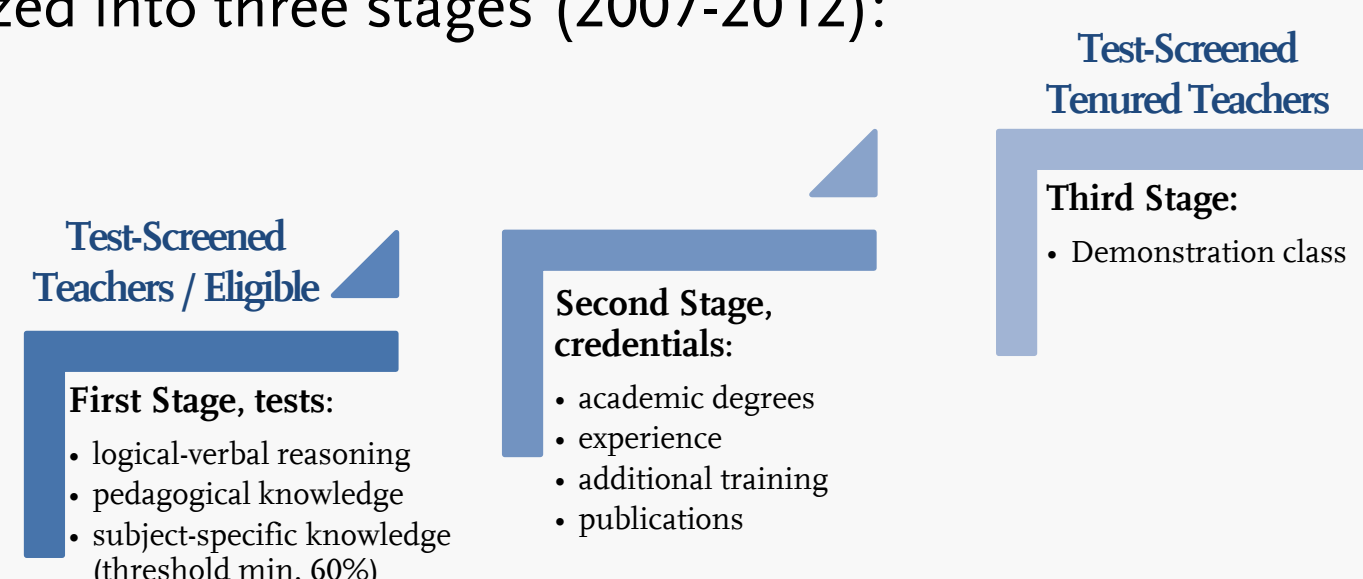 into three stages (2007-2012):
Test-Screened
Teachers / Eligible
First Stage, tests:
• logical-verbal reasoning
• pedagogical knowledge
• subject-specific knowledge
(threshold min. 60%)
Second Stage,
credentials:
• academic degrees
• experience
• additional training
• publications
Test-Screened
Tenured Teachers
Third Stage:
• Demonstration class